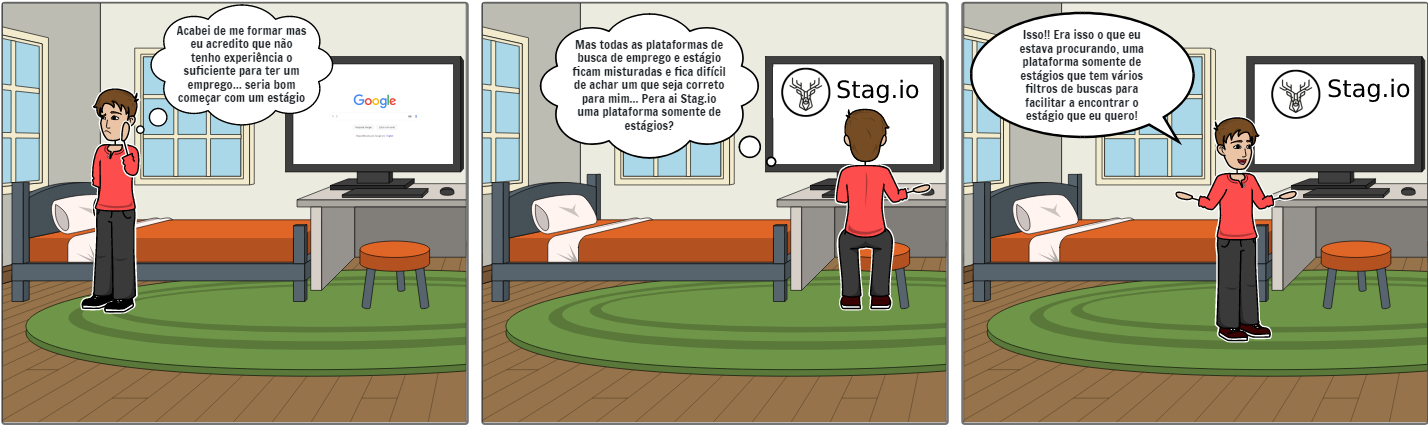 Acabei de me formar mas
eu acredito que não
tenho experiência o
suficiente para ter um
emprego... seria bom
começar com um estágio
Google
Mas todas as plataformas de
busca de emprego e estágio
ficam misturadas e fica difícil
de achar um que seja correto
para mim... Pera ai Stag.io
uma plataforma somente de
estágios?
Stag.io
Isso!! Era isso o que eu
estava procurando, uma
plataforma somente de
estágios que tem vários
filtros de buscas para
facilitar a encontrar o
estágio que eu quero!
Stag.io